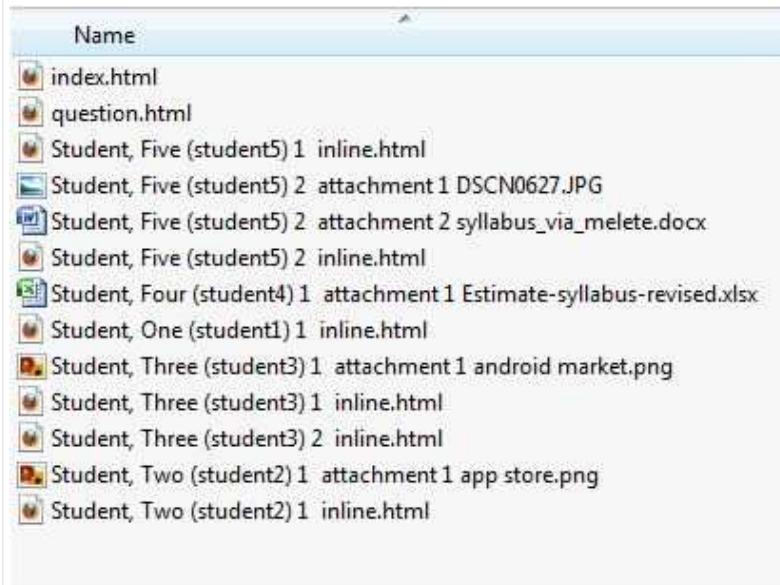 Name
index.html
question.html
Student, Five (student5) 1 inline.html
Student, Five (student5) 2 attachment 1 DSCN0627.JPG
Student, Five (student5) 2 attachment 2 syllabus_via_melete.docx
Student, Five (student5) 2 inline.html
Student, Four (student4) 1 attachment 1 Estimate-syllabus-revised.xlsx
Student, One (student1) 1 inline.html
Student, Three (student3) 1 attachment 1 android market.png
Student, Three (student3) 1 inline.html
Student, Three (student3) 2 inline.html
Student, Two (student2) 1 attachment 1 app store.png
Student, Two (student2) 1 inline.html